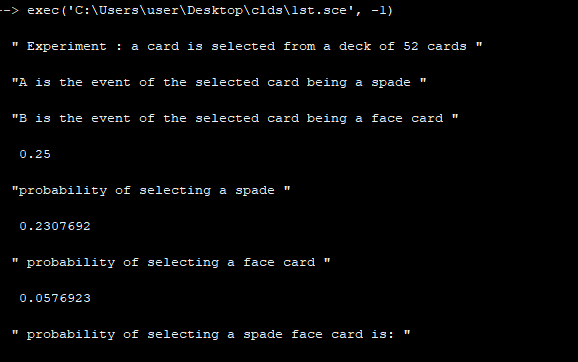 --> exec('C:\Users\user\Desktop\clds\1st.sce', -1)
" Experiment : a card is selected from a deck of 52 cards "
"A is the event of the selected card being a spade "
"B is the event of the selected card being a face card "
0.25
"probability of selecting a spade "
0.2307692
" probability of selecting a face card "
0.0576923
" probability of selecting a spade face card is: "